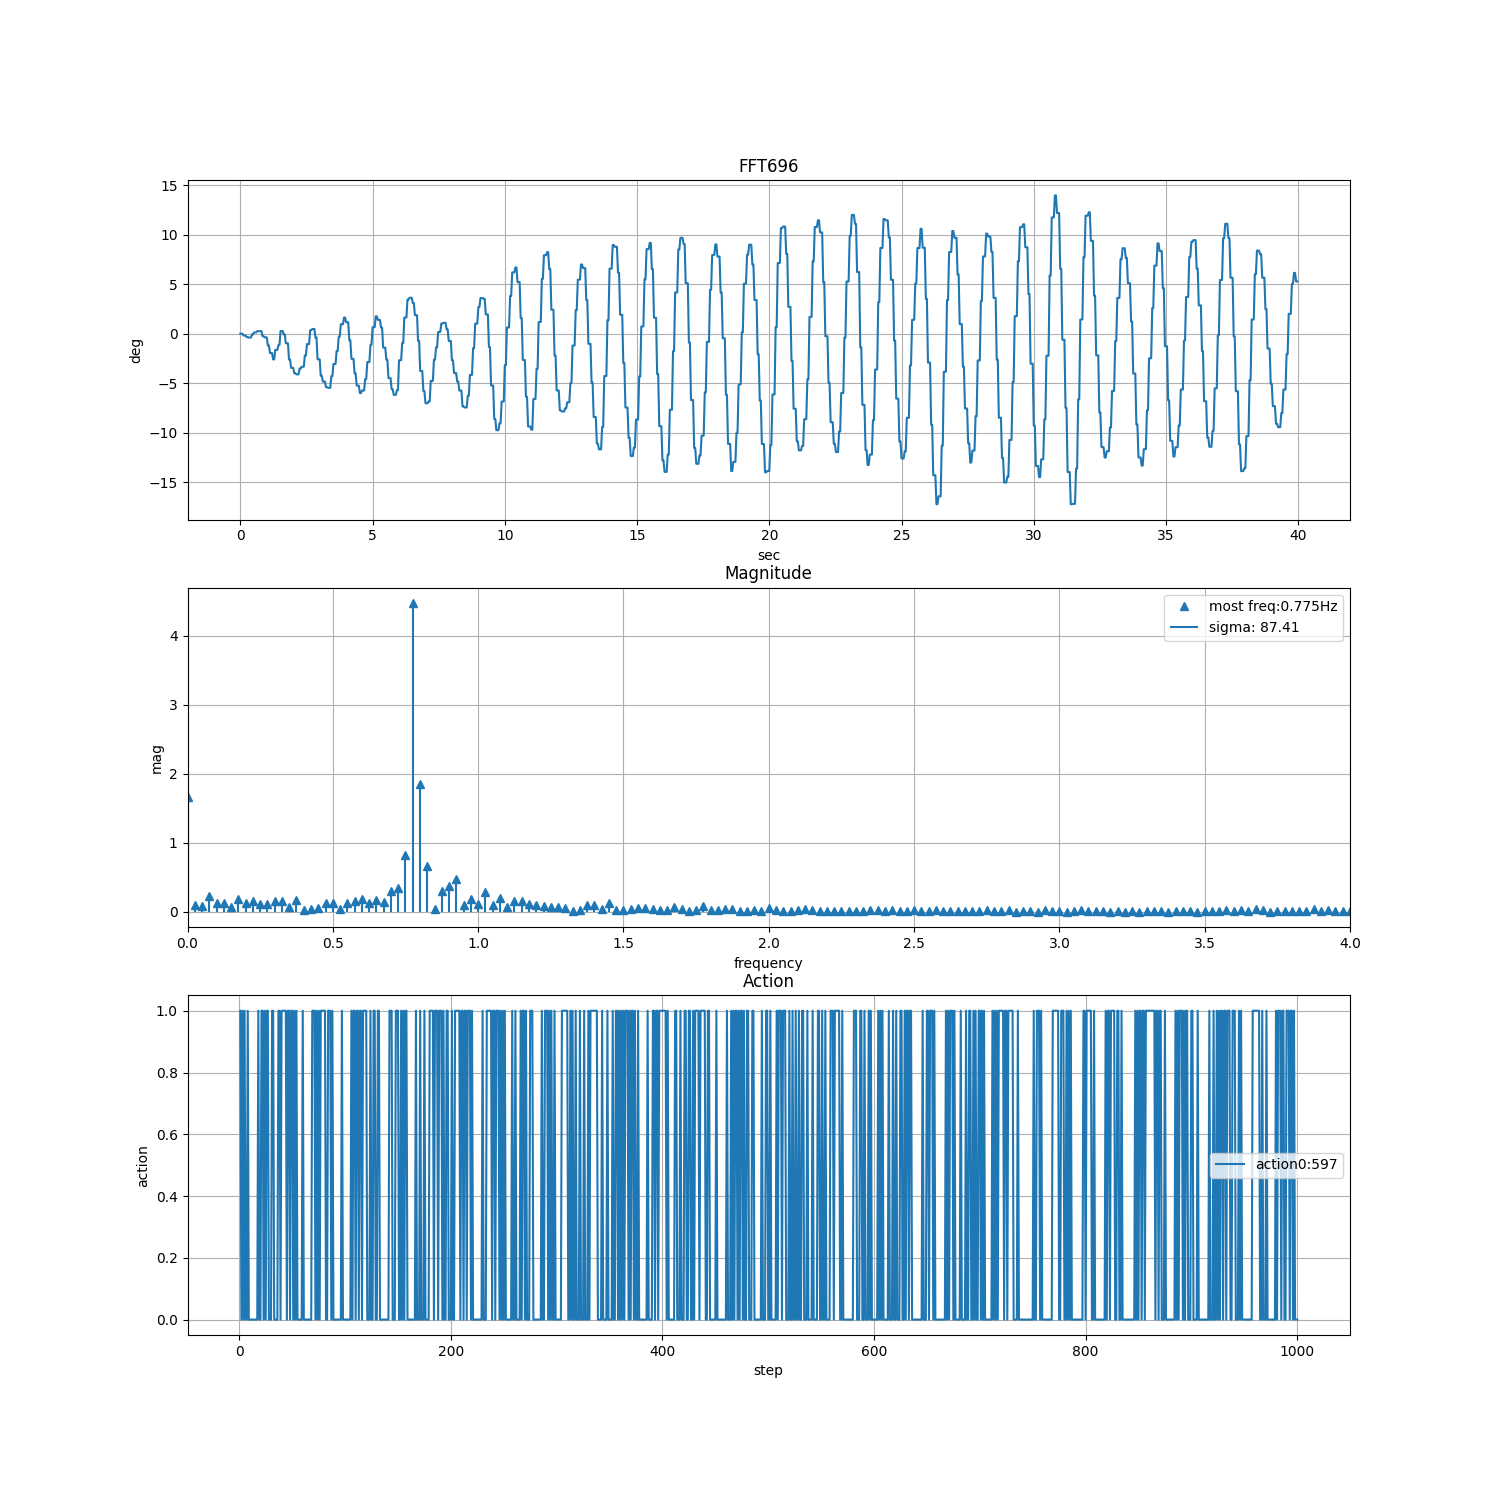 FFT696
15
10
5
0
−5
−10
−15
deg
0 5 10 15 20 25 30 35 40
sec
Magnitude
4
3
2
1
0
mag
most freq:0.775Hz
sigma: 87.41
0.0 0.5 1.0 1.5 2.0 2.5 3.0 3.5 4.0
frequency
Action
1.0
0.8
0.6
0.4
0.2
0.0
action
action0:597
0 200 400 600 800 1000
step